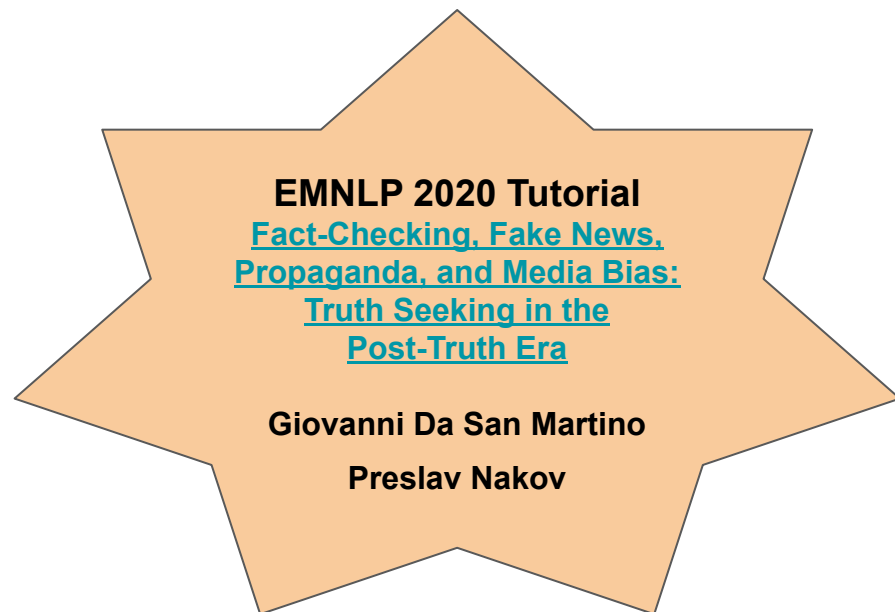 EMNLP 2020 Tutorial
Fact-Checking, Fake News,
Propaganda, and Media Bias:
Truth Seeking in the
Post-Truth Era
Giovanni Da San Martino
Preslav Nakov